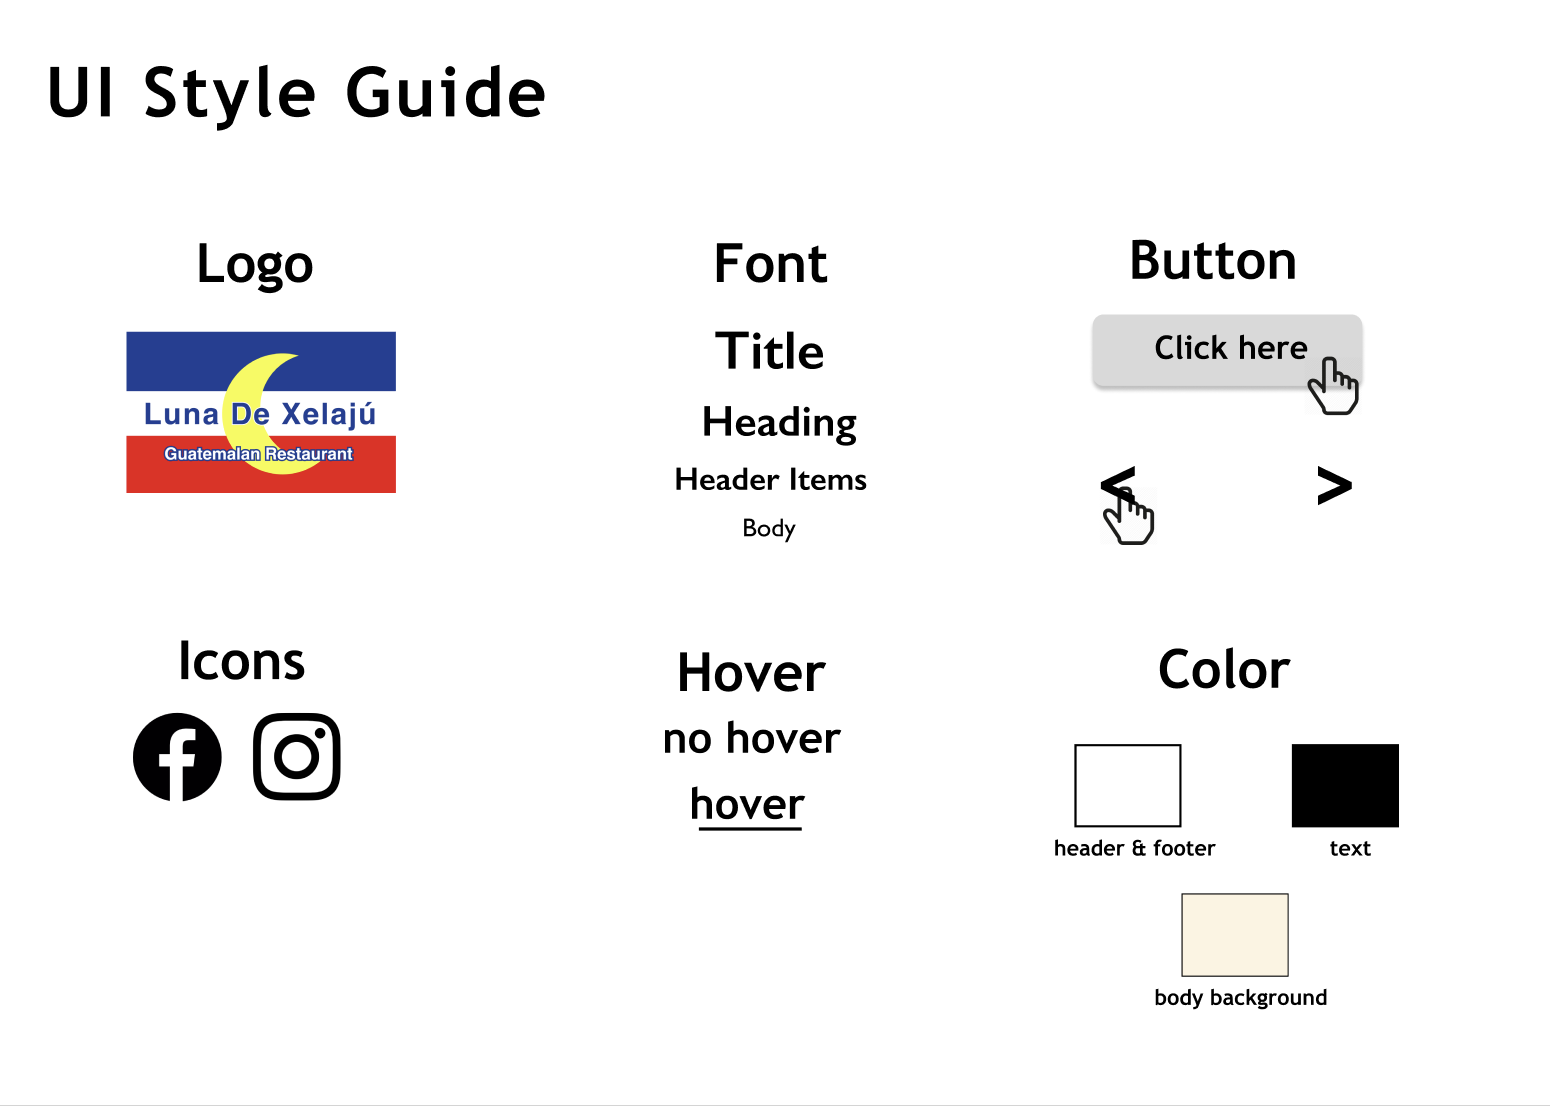 UI Style Guide
Logo
Luna De Xelajú
Guatemalan Restaurant
Font
Title
Heading
Header Items
Body
Button
Click here
< >
Icons
Hover
no hover
hover
Color
header & footer
text
body background